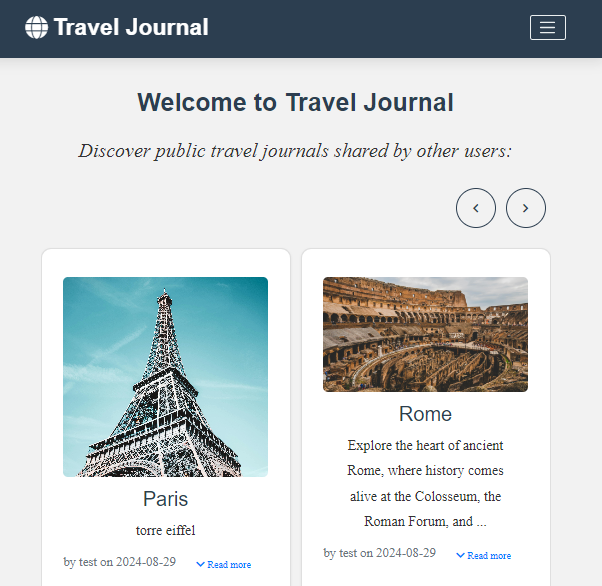 Travel Journal
Welcome to Travel Journal
Discover public travel journals shared by other users:
Paris
torre eiffel
by test on 2024-08-29
Read more
Rome
Explore the heart of ancient
Rome, where history comes
alive at the Colosseum, the
Roman Forum, and ...
by test on 2024-08-29
Read more